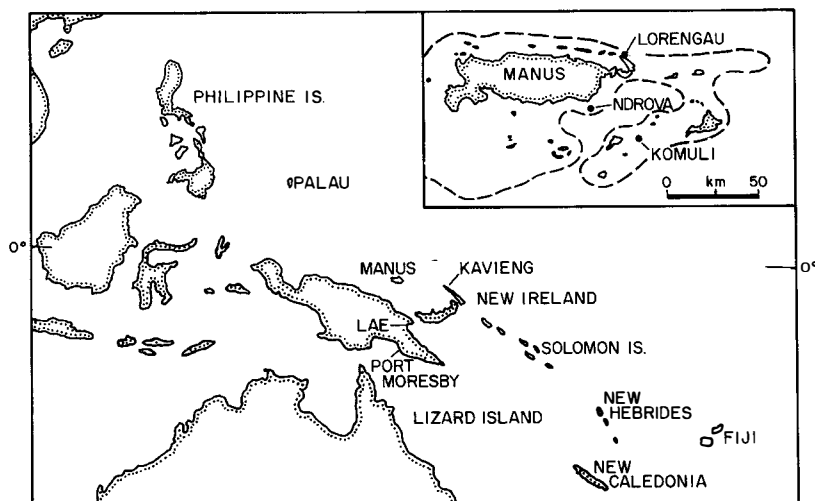 LORENGAU
MANUS
NDROVA
KOMULI
0 km 50
PHILIPPINE IS.
PALAU
0°
0°
MANUS
KAVIENG
NEW IRELAND
LAE
SOLOMON IS.
PORT
MORESBY
LIZARD ISLAND
NEW
HEBRIDES
FIJI
NEW
CALEDONIA